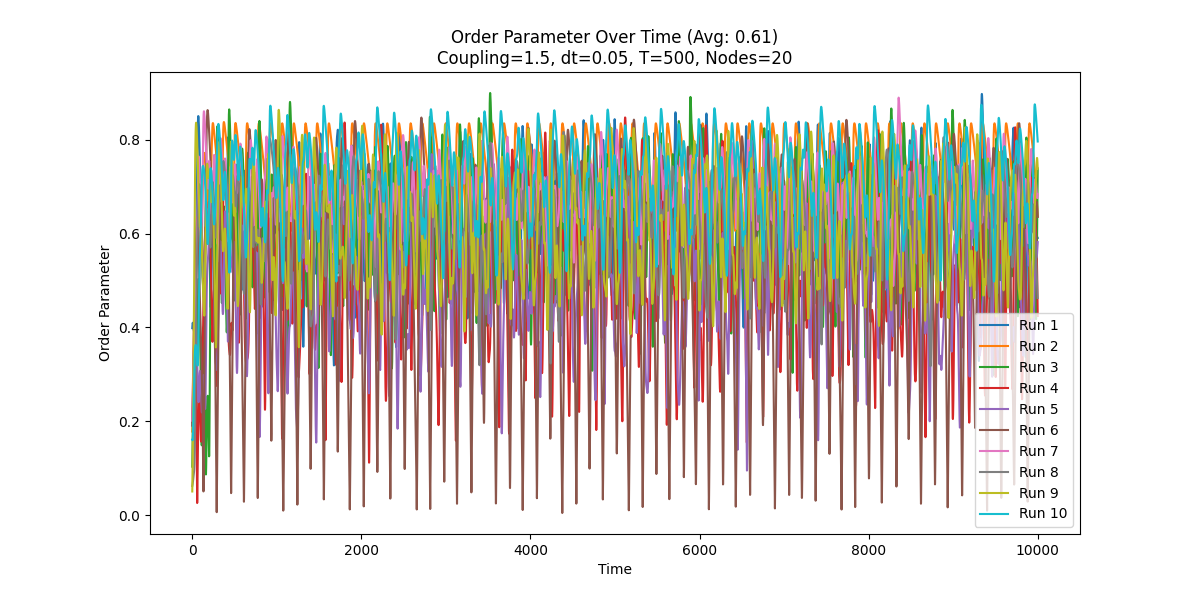 Order Parameter Over Time (Avg: 0.61)
Coupling=1.5, dt=0.05, T=500, Nodes=20
Order Parameter
0.8
0.6
0.4
0.2
0.0
0 2000 4000 6000 8000 10000
Time
Run 1
Run 2
Run 3
Run 4
Run 5
Run 6
Run 7
Run 8
Run 9
Run 10